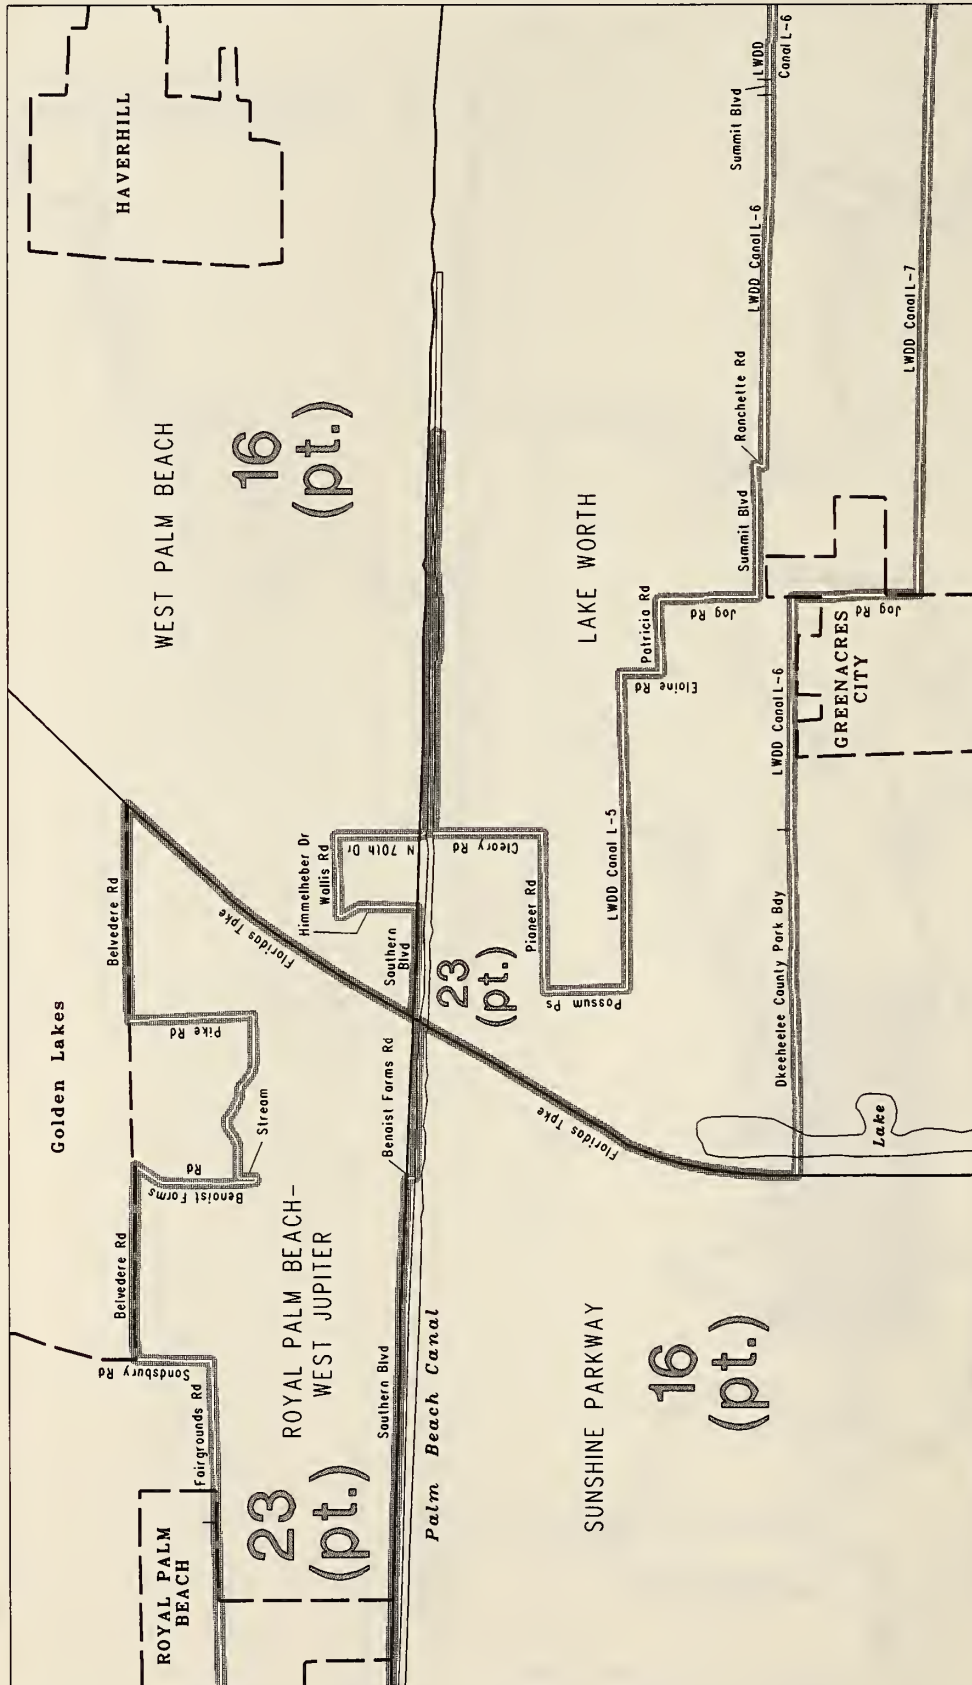 HAVERHILL
WEST PALM BEACH
16
(pt.)
Golden Lakes
Belvedere Rd
Floridas Tpke
Pike Rd
Stream
Benoist Farms
Rd
Belvedere Rd
Sandsbury Rd
Fairgrounds Rd
ROYAL PALM
BEACH
23
(pt.)
ROYAL PALM BEACH-
WEST JUPITER
Himmelheber Dr
Wallis Rd
N 70th Dr
Southern
Blvd
Benoist Farms Rd
Southern Blvd
Palm Beach Canal
23
(pt.)
Cleary Rd
Pioneer Rd
Possum Ps
LWDD Canal L-5
Elaine Rd
Patricia Rd
Jog Rd
LAKE WORTH
Summit Blvd
Ranchette Rd
LWDD Canal L-6
Summit Blvd
LWDD
Canal L-6
LWDD Canal L-7
Jog Rd
GREENACRES
CITY
LWDD Canal L-6
Okeeheelee County Park Bdy
Lake
Floridas Tpke
SUNSHINE PARKWAY
16
(pt.)